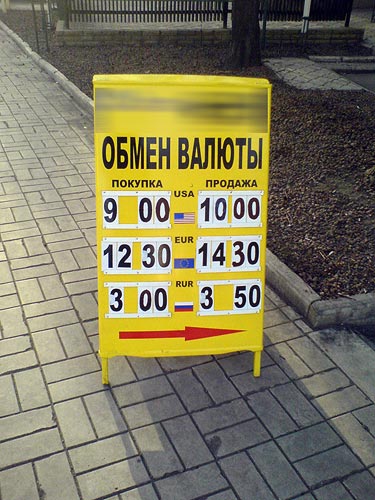 ОБМЕН ВАЛЮТЫ
ПОКУПКА ПРОДАЖА
USA
9 00 10 00
EUR
12 30 14 30
RUR
3 00 3 50